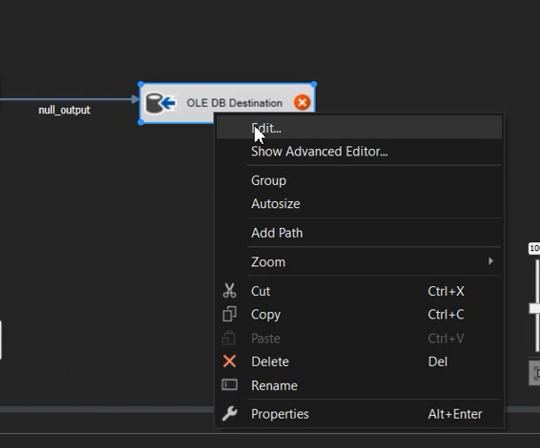 null_output
OLE DB Destination
Edit...
Show Advanced Editor...
Group
Autosize
Add Path
Zoom
Cut Ctrl+X
Copy Ctrl+C
Paste Ctrl+V
Delete Del
Rename
Properties Alt+Enter